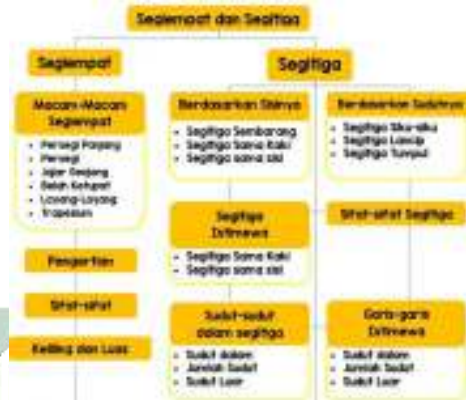 Segiempat dan Segitiga
Segiempat
Segitiga
Macam-Macam
Segiempat
• Persegi Panjang
• Persegi
• Jajar Genjang
• Belah Ketupat
• Layang-Layang
• Trapesium
Pengertian
Sifat-sifat
Keliling dan Luas
Berdasarkan Sisinya
• Segitiga Sembarang
• Segitiga Sama Kaki
• Segitiga sama sisi
Segitiga
Istimewa
• Segitiga Sama Kaki
• Segitiga sama sisi
Sudut-sudut
dalam segitiga
• Sudut dalam
• Jumlah Sudut
• Sudut Luar
Berdasarkan Sudutnya
• Segitiga Siku-siku
• Segitiga Lancip
• Segitiga Tumpul
Sifat-sifat Segitiga
Garis-garis
Istimewa
• Sudut dalam
• Jumlah Sudut
• Sudut Luar